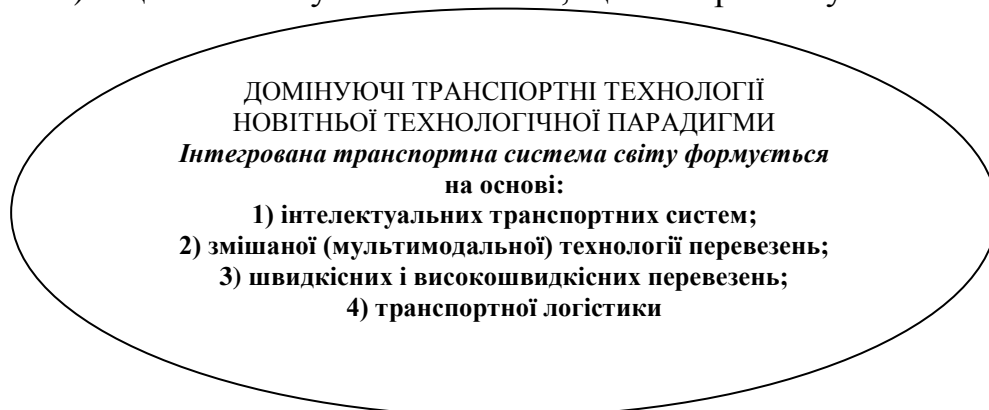 ДОМІНУЮЧІ ТРАНСПОРТНІ ТЕХНОЛОГІЇ
НОВІТНЬОЇ ТЕХНОЛОГІЧНОЇ ПАРАДИГМИ
Інтегрована транспортна система світу формується
на основі:
1) інтелектуальних транспортних систем;
2) змішаної (мультимодальної) технології перевезень;
3) швидкісних і високошвидкісних перевезень;
4) транспортної логістики